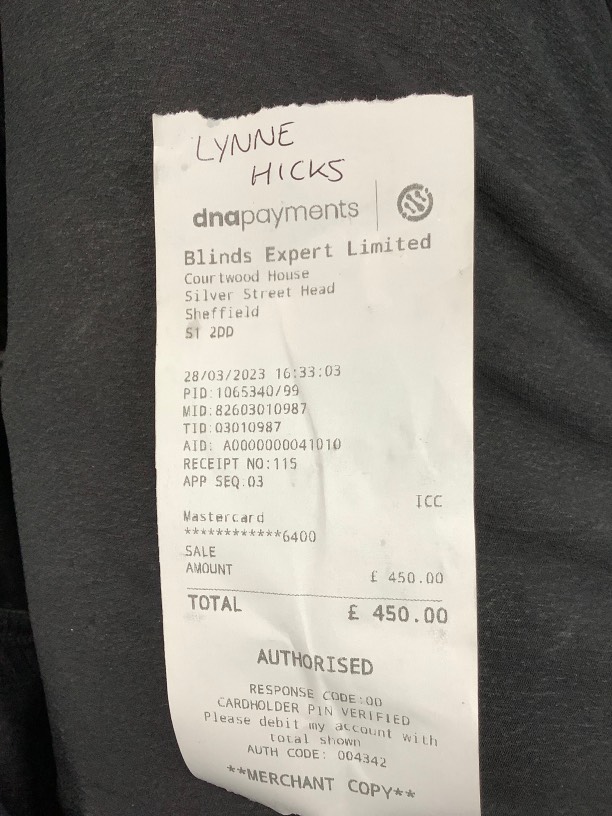 LYNNE
HICKS
dnapayments
Blinds Expert Limited
Courtwood House
Silver Street Head
Sheffield
S1 2DD
28/03/2023 16:33:03
PID:1065340/99
MID:82603010987
TID:03010987
AID: A0000000041010
RECEIPT NO:115
APP SEQ.03
ICC
Mastercard
************6400
SALE
AMOUNT £ 450.00
TOTAL £ 450.00
AUTHORISED
RESPONSE CODE:00
CARDHOLDER PIN VERIFIED
Please debit my account with
total shown
AUTH CODE: 004342
**MERCHANT COPY**